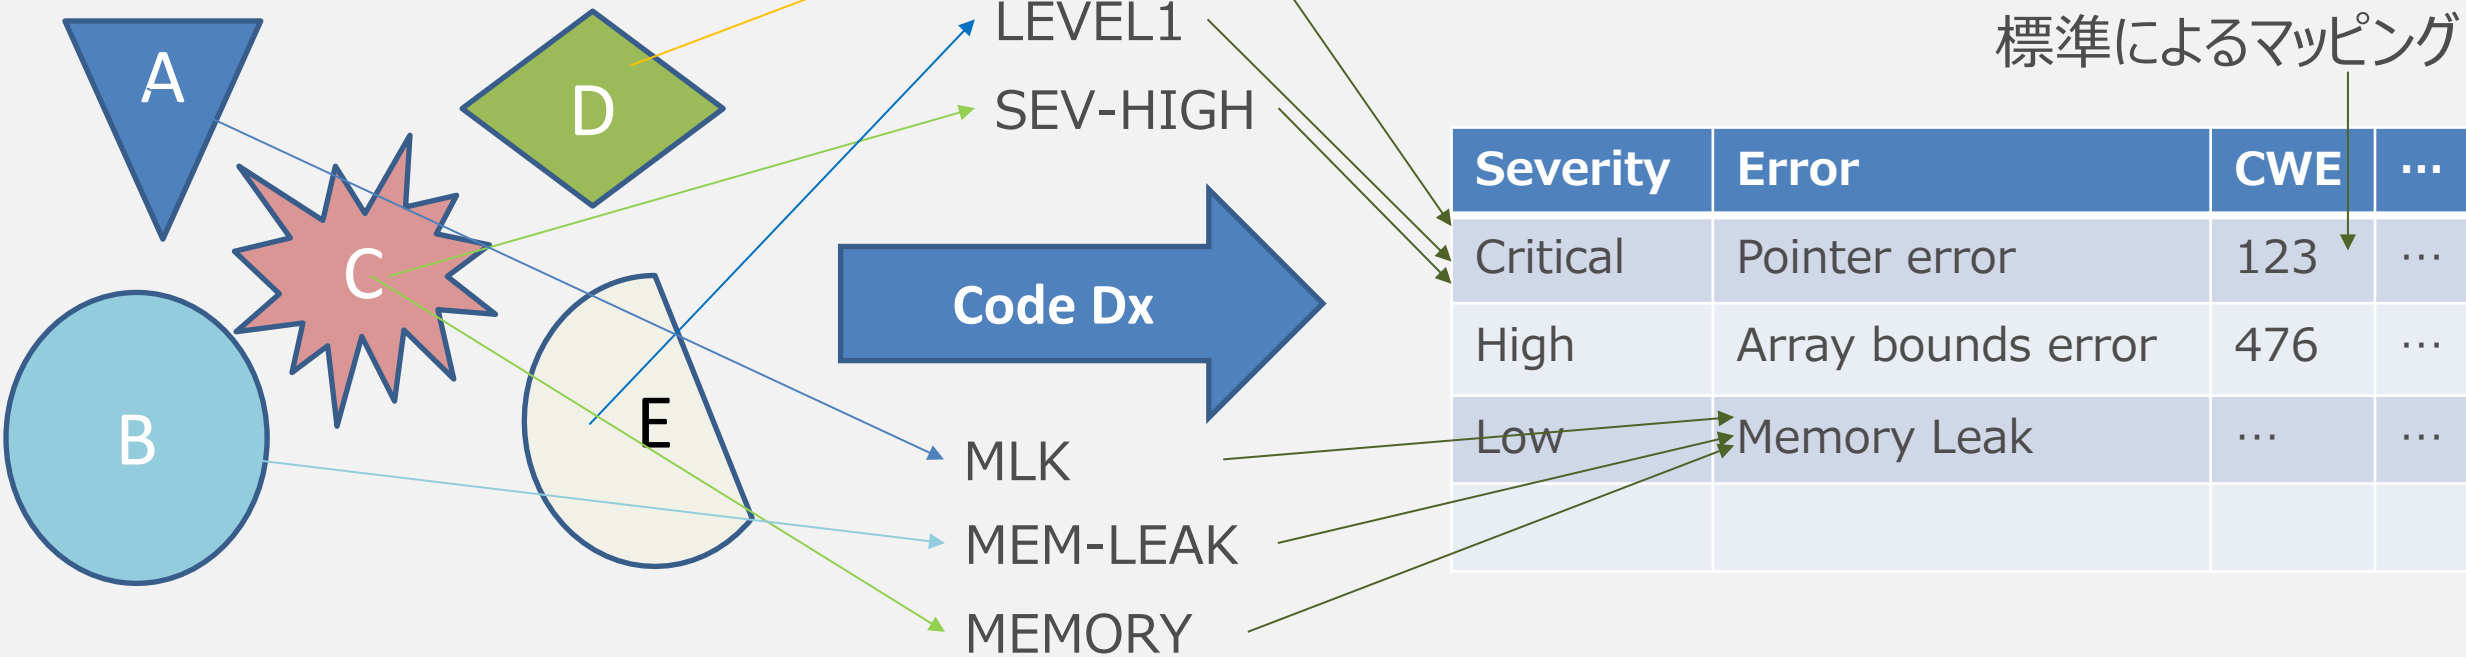 A
D
C
B
E
LEVEL1
SEV-HIGH
Code Dx
MLK
MEM-LEAK
MEMORY
標準によるマッピング
Severity Error CWE …
Critical Pointer error 123 …
High Array bounds error 476 …
Low Memory Leak … …